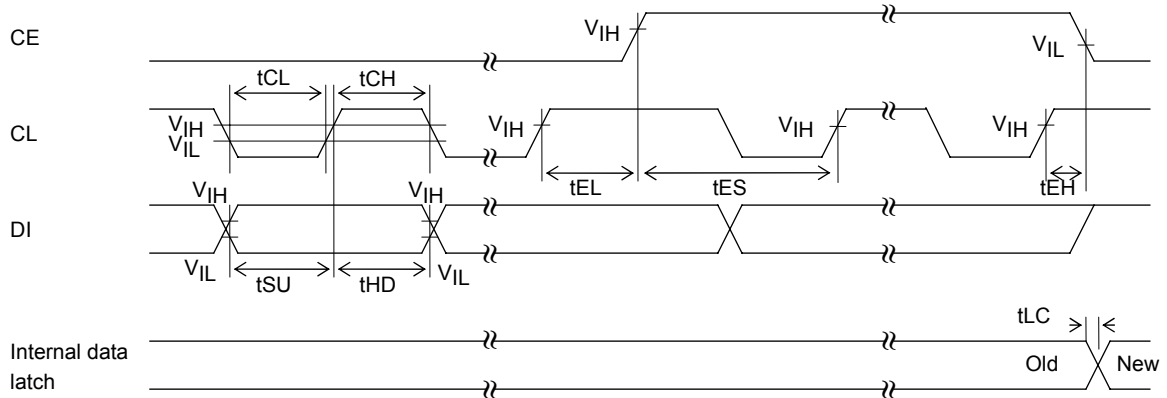 CE
VIH
VIL
tCL
tCH
CL
VIH
VIL
VIH
VIH
VIH
tEL
tES
tEH
VIH
VIH
DI
VIL
tSU
tHD
VIL
tLC
Internal data
latch
Old
New